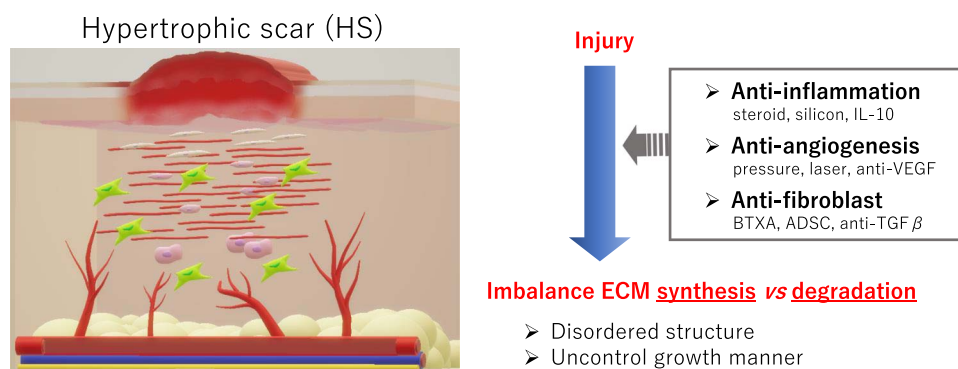 Hypertrophic scar (HS)
Injury
➢ Anti-inflammation
steroid, silicon, IL-10
➢ Anti-angiogenesis
pressure, laser, anti-VEGF
➢ Anti-fibroblast
BTXA, ADSC, anti-TGFβ
Imbalance ECM synthesis vs degradation
➢ Disordered structure
➢ Uncontrol growth manner